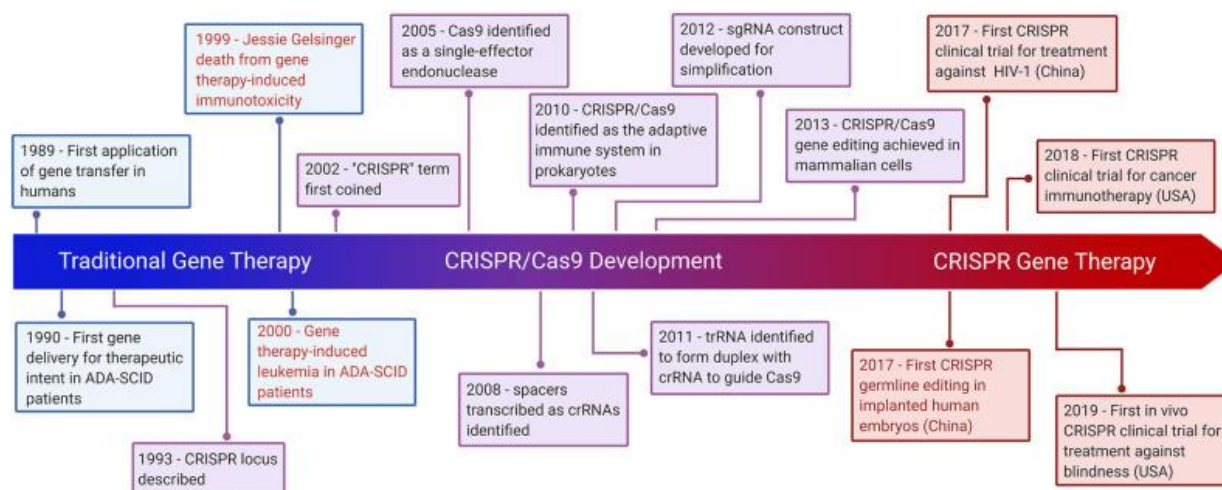 1999 - Jessie Gelsinger
death from gene
therapy-induced
immunotoxicity
2005 - Cas9 identified
as a single-effector
endonuclease
2012 - sgRNA construct
developed for
simplification
2017 - First CRISPR
clinical trial for treatment
against HIV-1 (China)
1989 - First application
of gene transfer in
humans
2002 - "CRISPR" term
first coined
2010 - CRISPR/Cas9
identified as the adaptive
immune system in
prokaryotes
2013 - CRISPR/Cas9
gene editing achieved in
mammalian cells
2018 - First CRISPR
clinical trial for cancer
immunotherapy (USA)
Traditional Gene Therapy
CRISPR/Cas9 Development
CRISPR Gene Therapy
1990 - First gene
delivery for therapeutic
intent in ADA-SCID
patients
2000 - Gene
therapy-induced
leukemia in ADA-SCID
patients
2011 - trRNA identified
to form duplex with
crRNA to guide Cas9
2017 - First CRISPR
germline editing in
implanted human
embryos (China)
1993 - CRISPR locus
described
2008 - spacers
transcribed as crRNAs
identified
2019 - First in vivo
CRISPR clinical trial for
treatment against
blindness (USA)